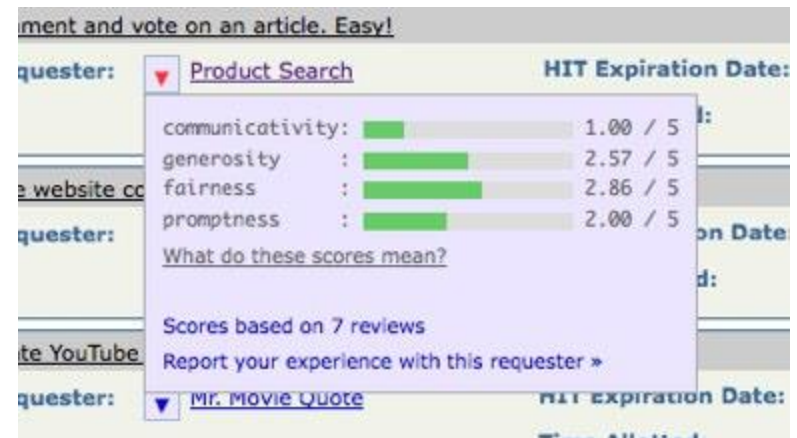 ment and vote on an article. Easy!
quester: ▼ Product Search HIT Expiration Date:
communicativity: 1.00 / 5
generosity : 2.57 / 5
fairness : 2.86 / 5
promptness : 2.00 / 5
What do these scores mean?
Scores based on 7 reviews
Report your experience with this requester »
e website co
quester: on Date:
d:
te YouTube
quester: ▼ Mr. Movie Quote HIT Expiration Date:
Time Allotted: